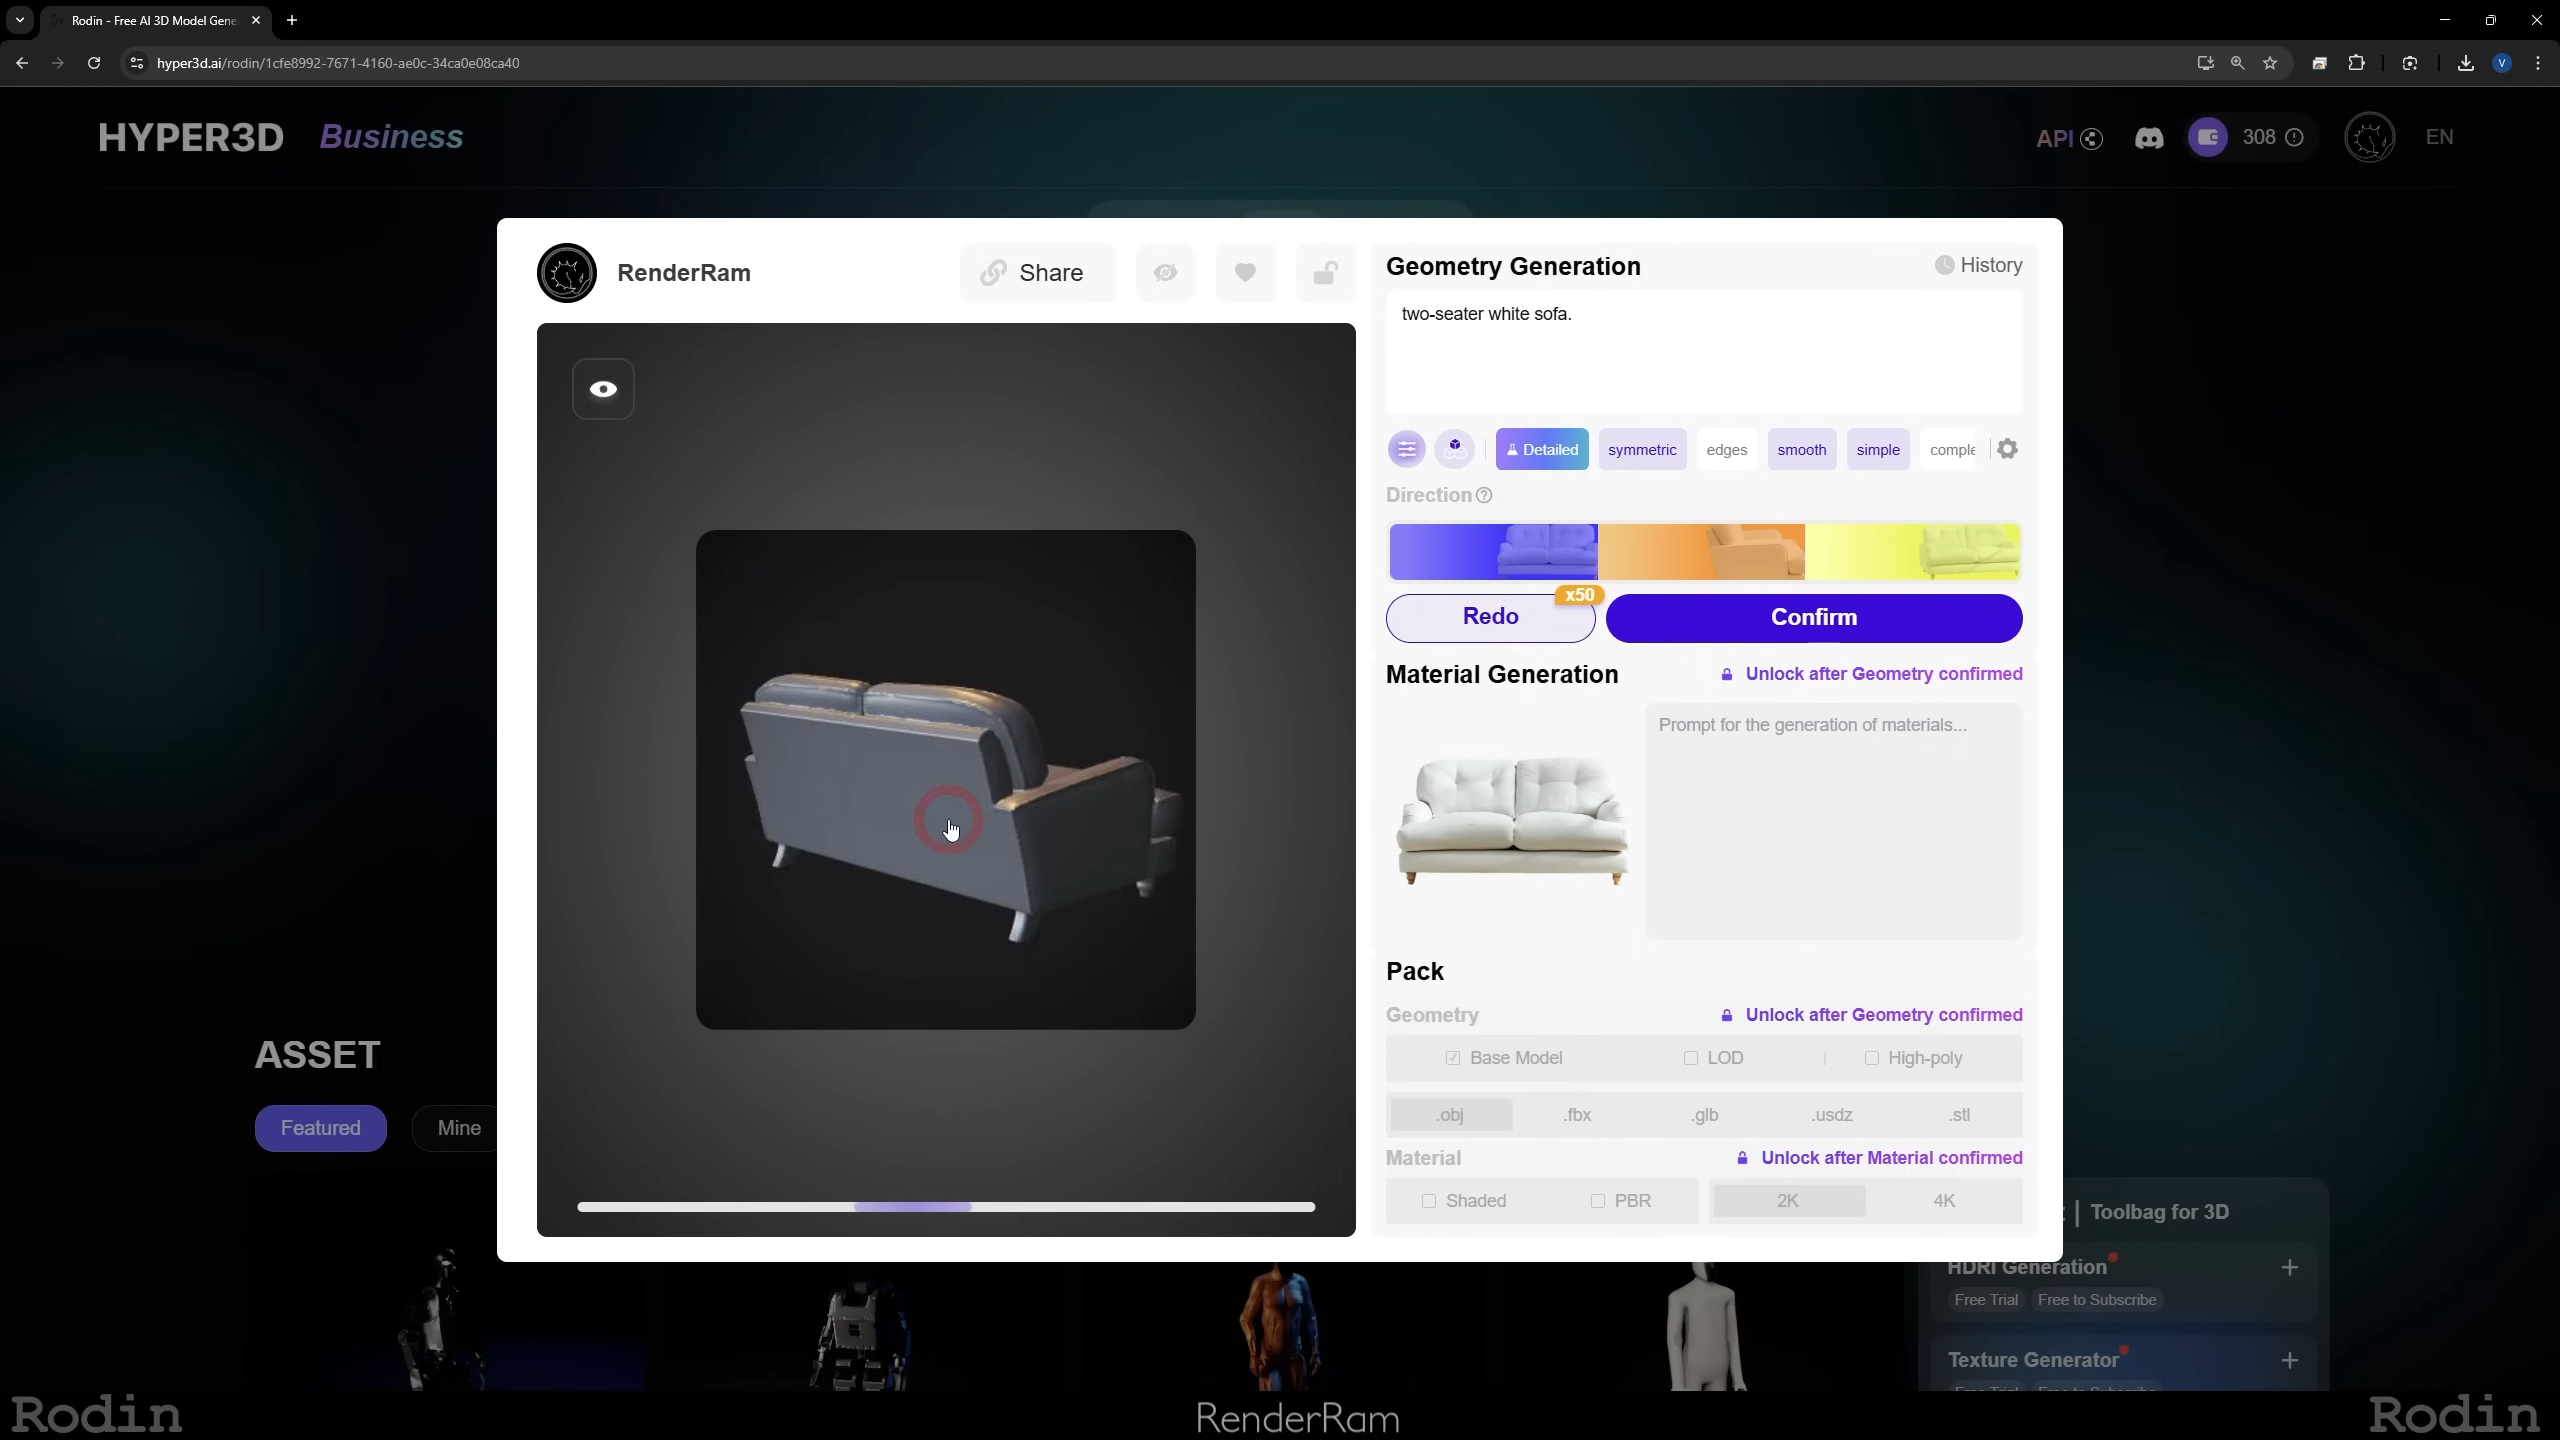 Rodin - Free AI 3D Model Gene
hyper3d.ai/rodin/1cfe8992-7671-4160-ae0c-34ca0e08ca40
V
HYPER3D Business
API 308 EN
RenderRam
Share
Geometry Generation
History
two-seater white sofa.
Detailed symmetric edges smooth simple comple
Direction
x50
Redo Confirm
Material Generation
Unlock after Geometry confirmed
Prompt for the generation of materials...
Pack
Geometry
Unlock after Geometry confirmed
Base Model LOD High-poly
.obj .fbx .glb .usdz .stl
Material
Unlock after Material confirmed
Shaded PBR 2K 4K
ASSET
Featured Mine
Toolbag for 3D
HDRI Generation
Free Trial Free to Subscribe
Texture Generator
Rodin RenderRam Rodin